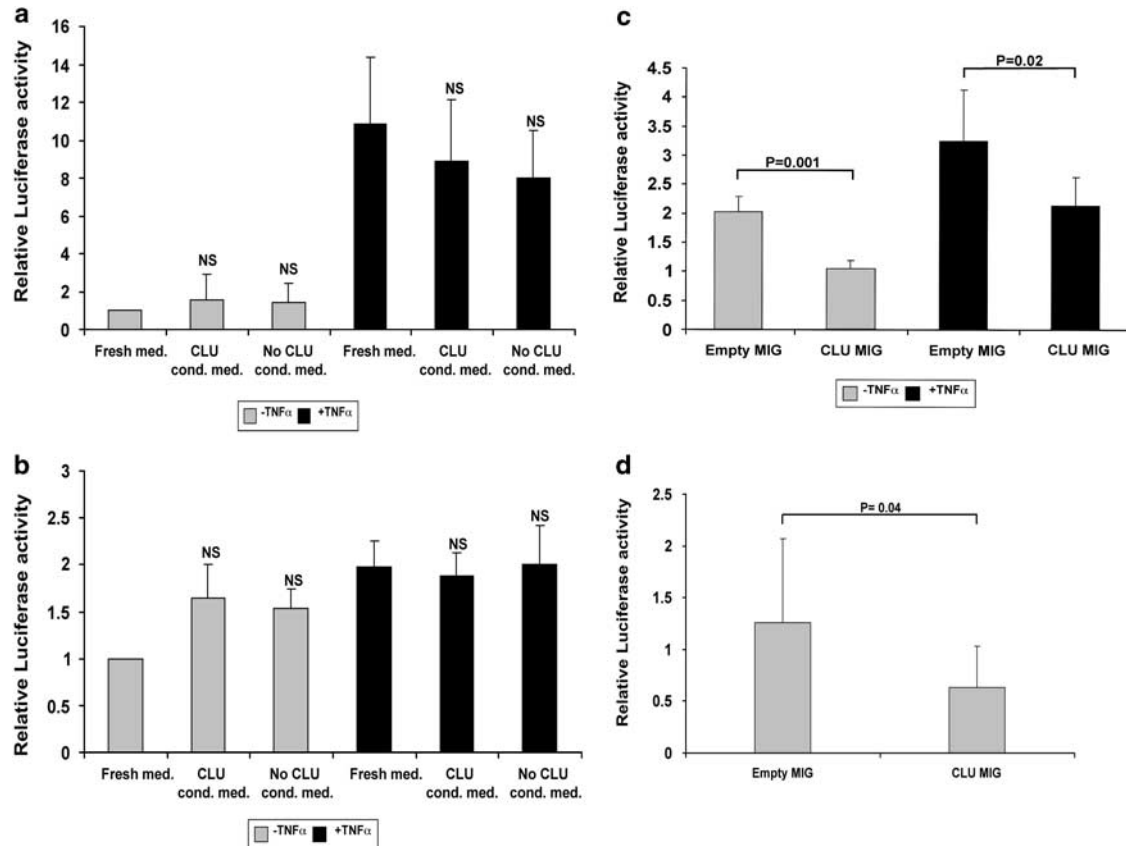 a
Relative Luciferase activity
16
14
12
10
8
6
4
2
0
NS
NS
NS
NS
Fresh med.
CLU
cond. med.
No CLU
cond. med.
Fresh med.
CLU
cond. med.
No CLU
cond. med.
-TNFα +TNFα
b
Relative Luciferase activity
3
2.5
2
1.5
1
0.5
0
NS
NS
NS
NS
Fresh med.
CLU
cond. med.
No CLU
cond. med.
Fresh med.
CLU
cond. med.
No CLU
cond. med.
-TNFα +TNFα
c
Relative Luciferase activity
4.5
4
3.5
3
2.5
2
1.5
1
0.5
0
P=0.001
P=0.02
Empty MIG
CLU MIG
Empty MIG
CLU MIG
-TNFα +TNFα
d
Relative Luciferase activity
2.5
2
1.5
1
0.5
0
P= 0.04
Empty MIG
CLU MIG